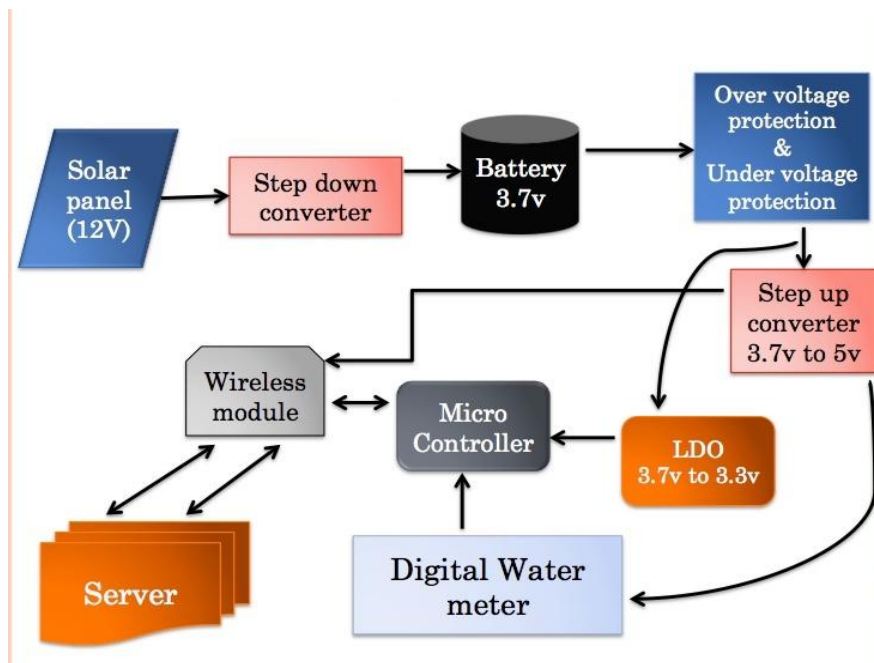 Solar
panel
(12V)
Step down
converter
Battery
3.7v
Over voltage
protection
&
Under voltage
protection
Step up
converter
3.7v to 5v
Wireless
module
Micro
Controller
LDO
3.7v to 3.3v
Server
Digital Water
meter